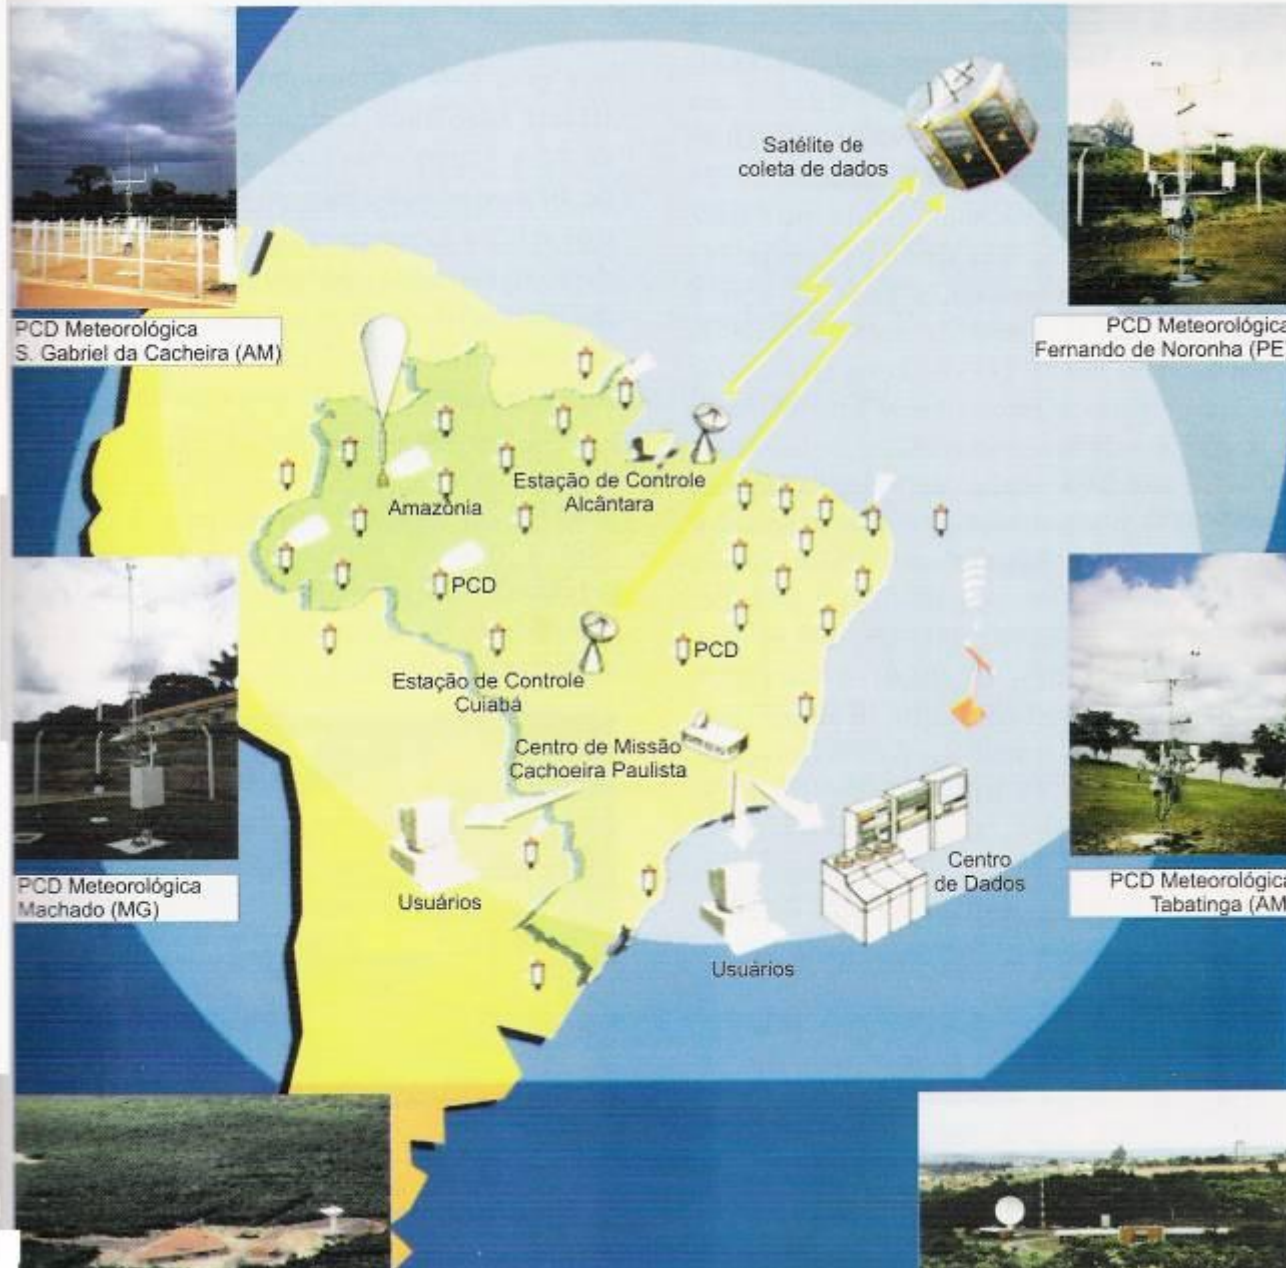 Satélite de
coleta de dados
PCD Meteorológica
S. Gabriel da Cacheira (AM)
PCD Meteorológica
Fernando de Noronha (PE
Estação de Controle
Alcântara
Amazônia
PCD
PCD
Estação de Controle
Cuiabá
Centro de Missão
Cachoeira Paulista
Usuários
Centro
de Dados
Usuários
PCD Meteorológica
Machado (MG)
PCD Meteorológica
Tabatinga (AM